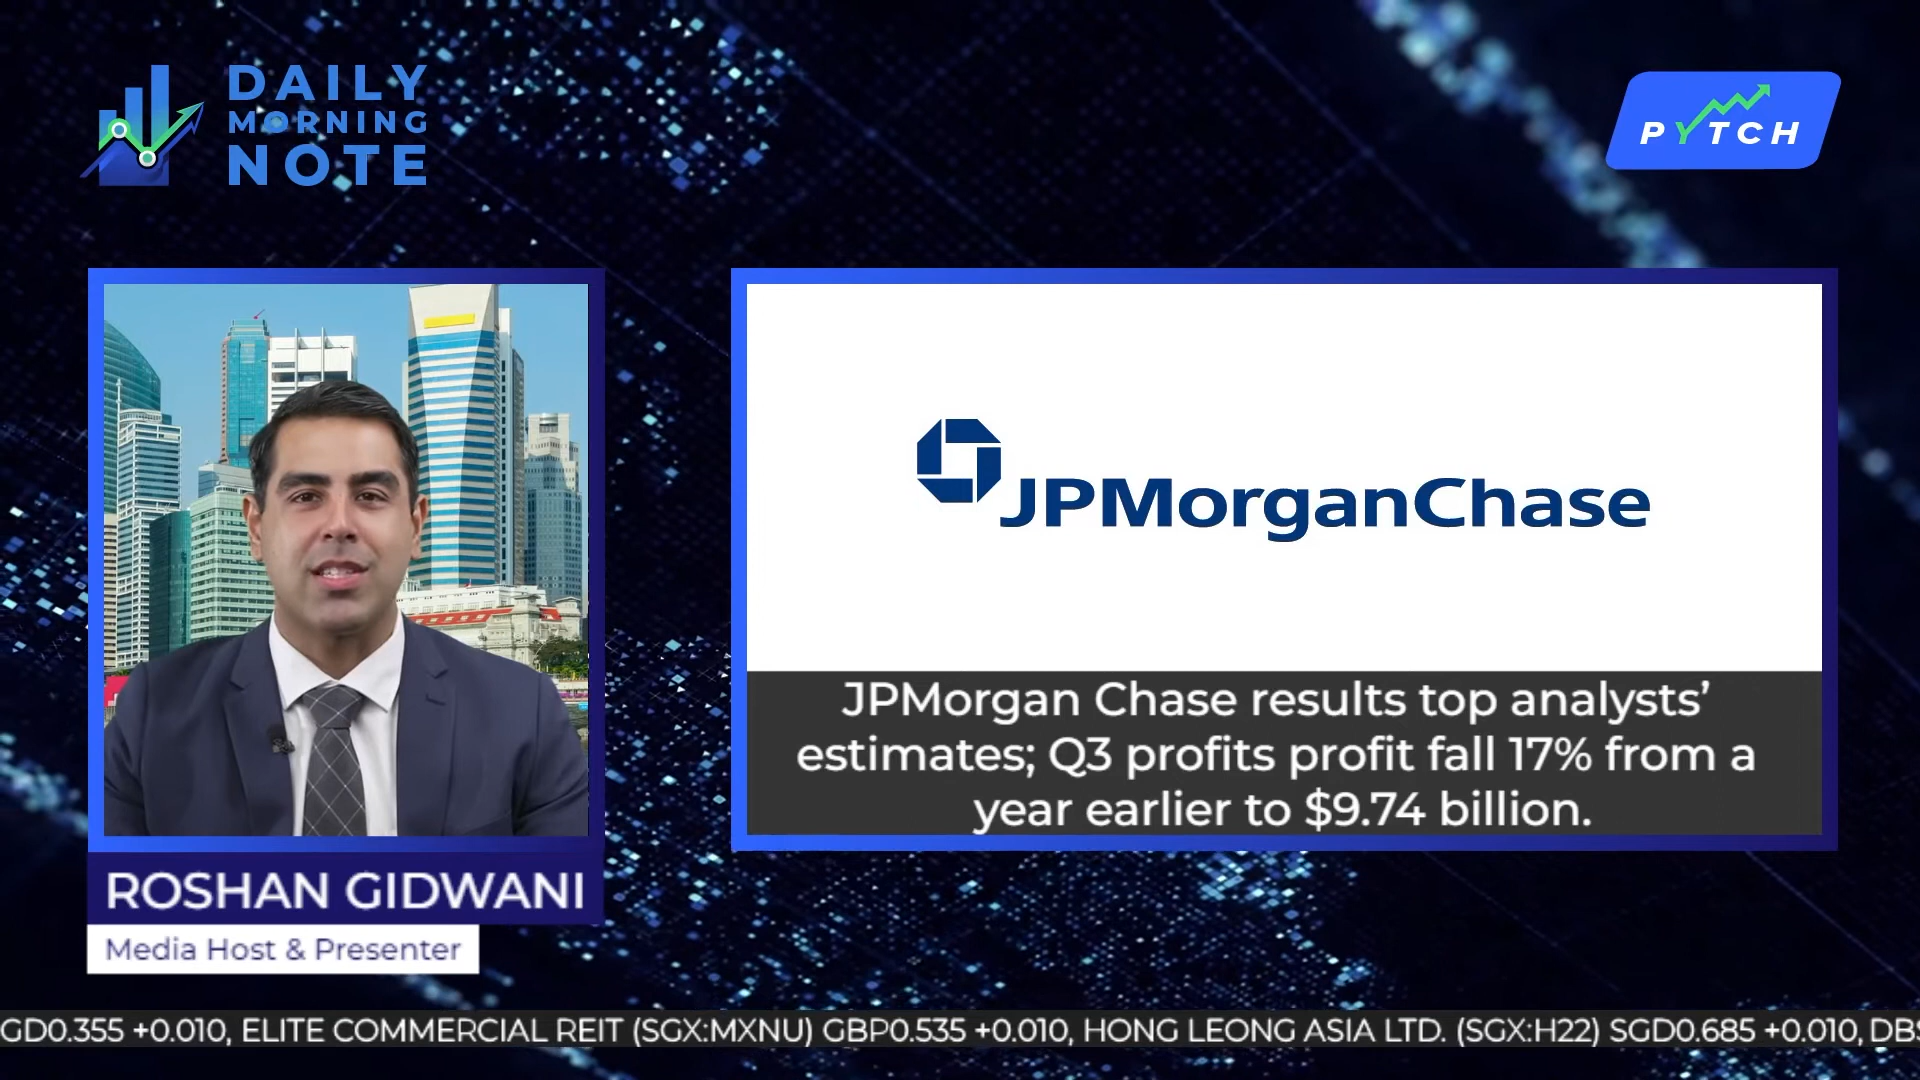 DAILY
MORNING
NOTE
PYTCH
JPMorganChase
JPMorgan Chase results top analysts’
estimates; Q3 profits profit fall 17% from a
year earlier to $9.74 billion.
ROSHAN GIDWANI
Media Host & Presenter
GD0.355 +0.010, ELITE COMMERCIAL REIT (SGX:MXNU) GBP0.535 +0.010, HONG LEONG ASIA LTD. (SGX:H22) SGD0.685 +0.010, DBS